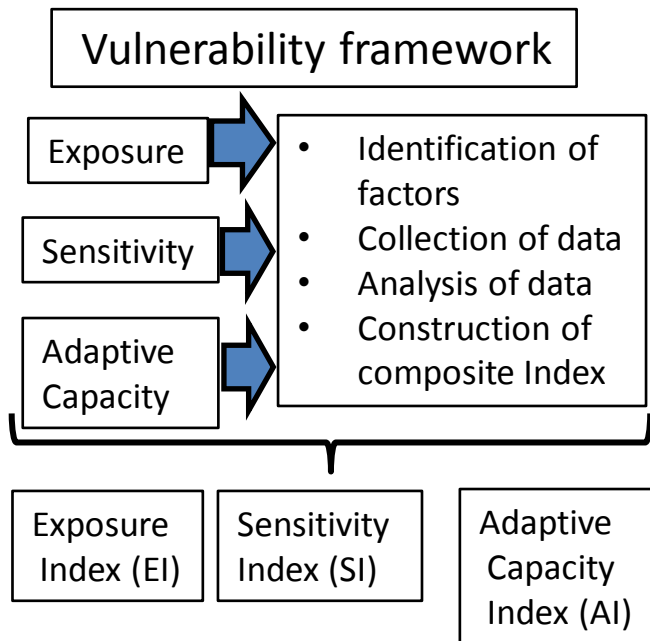 Vulnerability framework
Exposure
Sensitivity
Adaptive
Capacity
• Identification of
factors
• Collection of data
• Analysis of data
• Construction of
composite Index
Exposure
Index (EI)
Sensitivity
Index (SI)
Adaptive
Capacity
Index (AI)